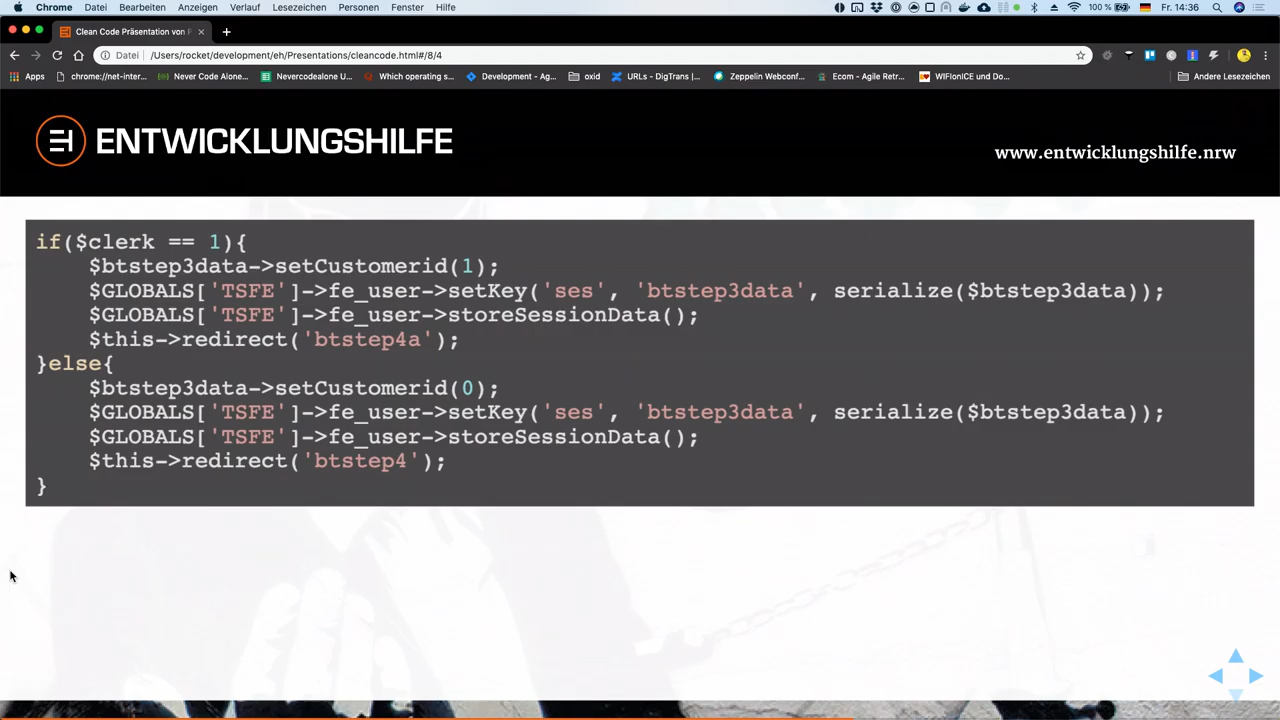 Chrome Datei Bearbeiten Anzeigen Verlauf Lesezeichen Personen Fenster Hilfe 100 % Fr. 14:36
Clean Code Präsentation von
Datei /Users/rocket/development/eh/Presentations/cleancode.html#/8/4
Apps chrome://net-inter... Never Code Alone... Nevercodealone U... Which operating s... Development - Ag... oxid URLs - DigTrans |... Zeppelin Webconf... Ecom - Agile Retr... WIFIonICE und Do... Andere Lesezeichen
ENTWICKLUNGSHILFE
www.entwicklungshilfe.nrw
if($clerk == 1){
    $btstep3data->setCustomerid(1);
    $GLOBALS['TSFE']->fe_user->setKey('ses', 'btstep3data', serialize($btstep3data));
    $GLOBALS['TSFE']->fe_user->storeSessionData();
    $this->redirect('btstep4a');
}else{
    $btstep3data->setCustomerid(0);
    $GLOBALS['TSFE']->fe_user->setKey('ses', 'btstep3data', serialize($btstep3data));
    $GLOBALS['TSFE']->fe_user->storeSessionData();
    $this->redirect('btstep4');
}